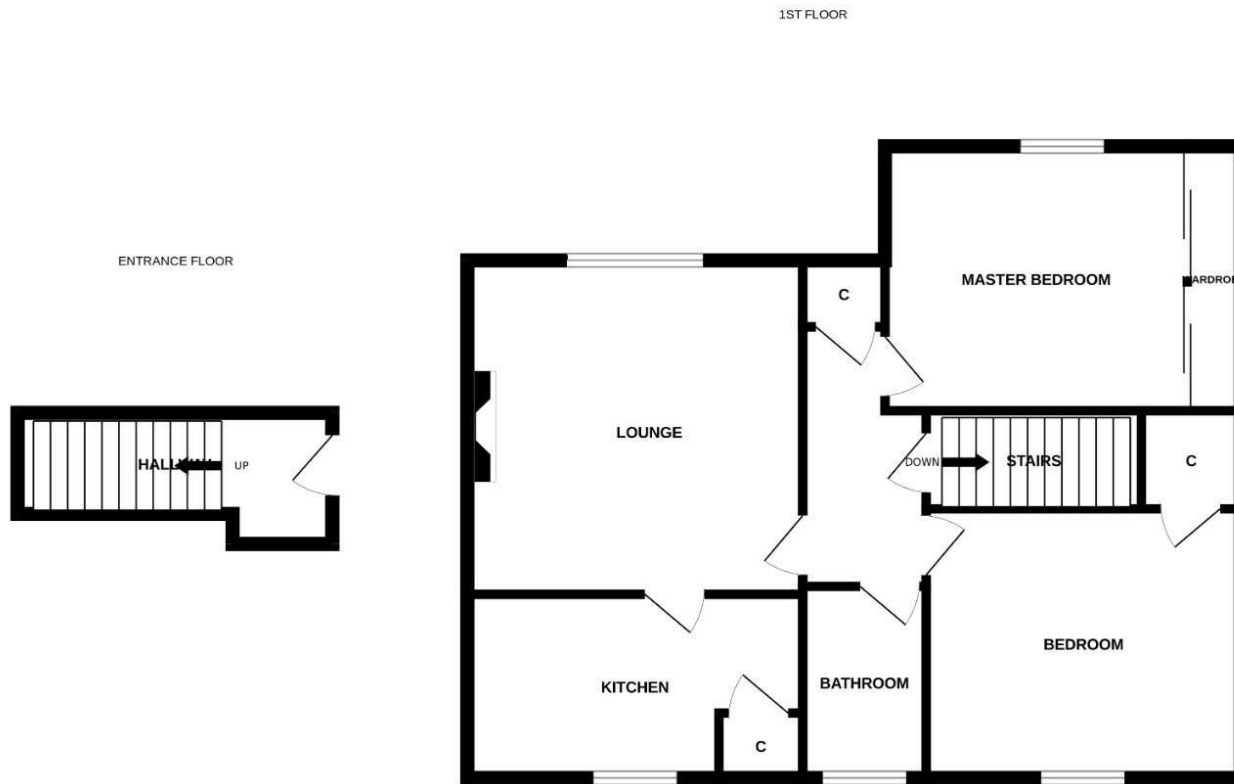 1ST FLOOR
ENTRANCE FLOOR
UP
MASTER BEDROOM
C
LOUNGE
DOWN
STAIRS
C
BEDROOM
KITCHEN
BATHROOM
C